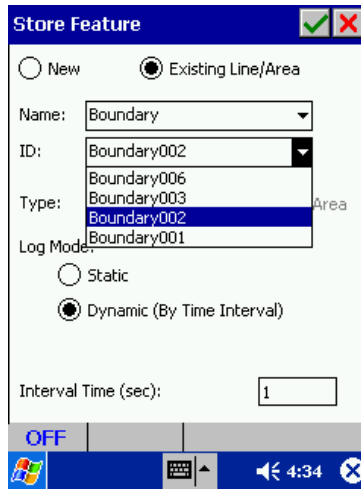 Store Feature
New Existing Line/Area
Name: Boundary
ID: Boundary002
Boundary006
Boundary003
Type: Boundary002 Area
Log Mode: Boundary001
Static
Dynamic (By Time Interval)
Interval Time (sec): 1
OFF
4:34